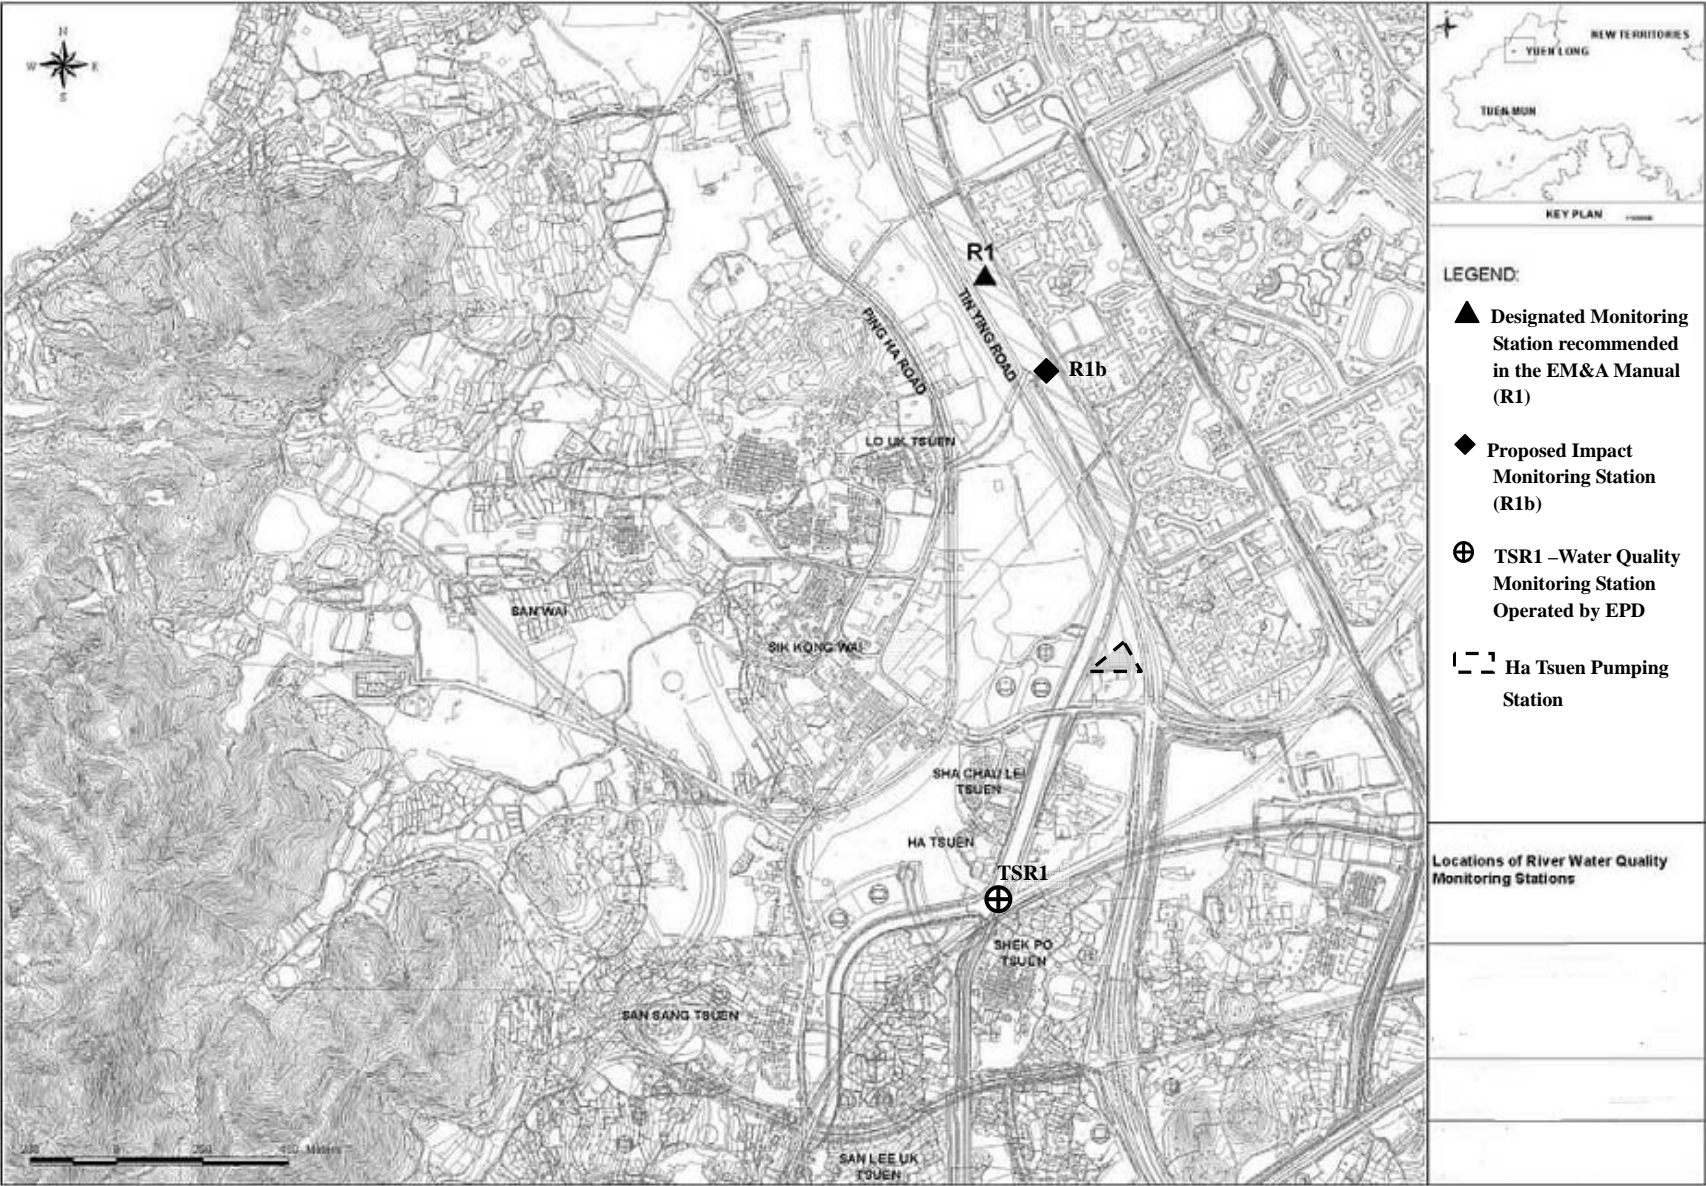 N
W
E
S
NEW TERRITORIES
YUEN LONG
TUEN MUN
KEY PLAN
R1
TIN YING ROAD
PING HA ROAD
R1b
LO UK TSUEN
SAN WAI
SIK KONG WAI
SHA CHAU LEI
TSUEN
HA TSUEN
TSR1
SHEK PO
TSUEN
SAN SANG TSUEN
SAN LEE UK
TSUEN
0
Meters
LEGEND:
Designated Monitoring
Station recommended
in the EM&A Manual
(R1)
Proposed Impact
Monitoring Station
(R1b)
TSR1 –Water Quality
Monitoring Station
Operated by EPD
Ha Tsuen Pumping
Station
Locations of River Water Quality
Monitoring Stations